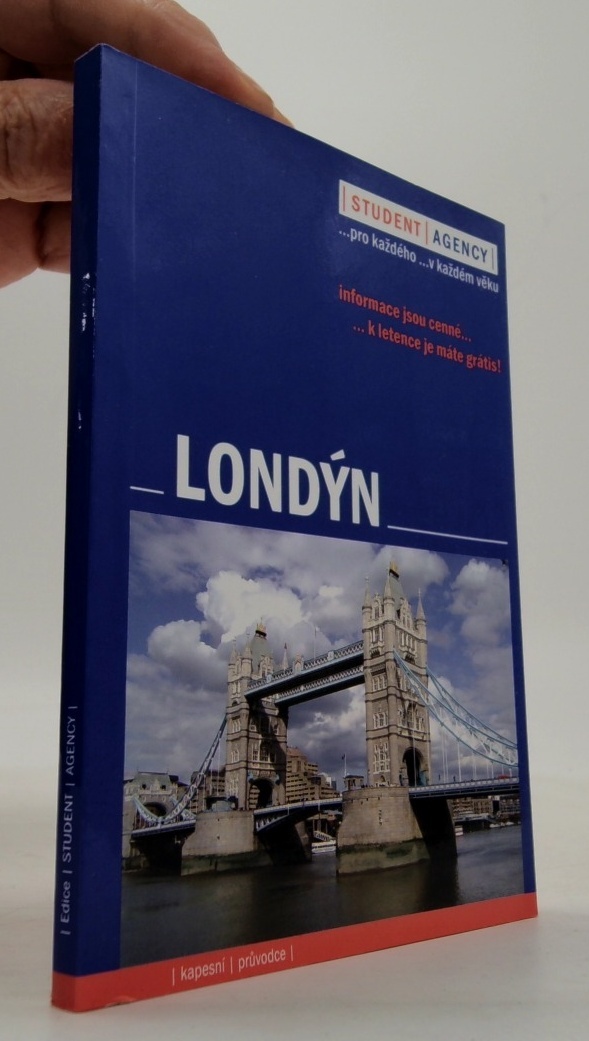 | STUDENT | AGENCY |
...pro každého ...v každém věku
informace jsou cenné...
... k letence je máte grátis!
LONDÝN
| kapesní | průvodce |
| Edice | STUDENT | AGENCY |